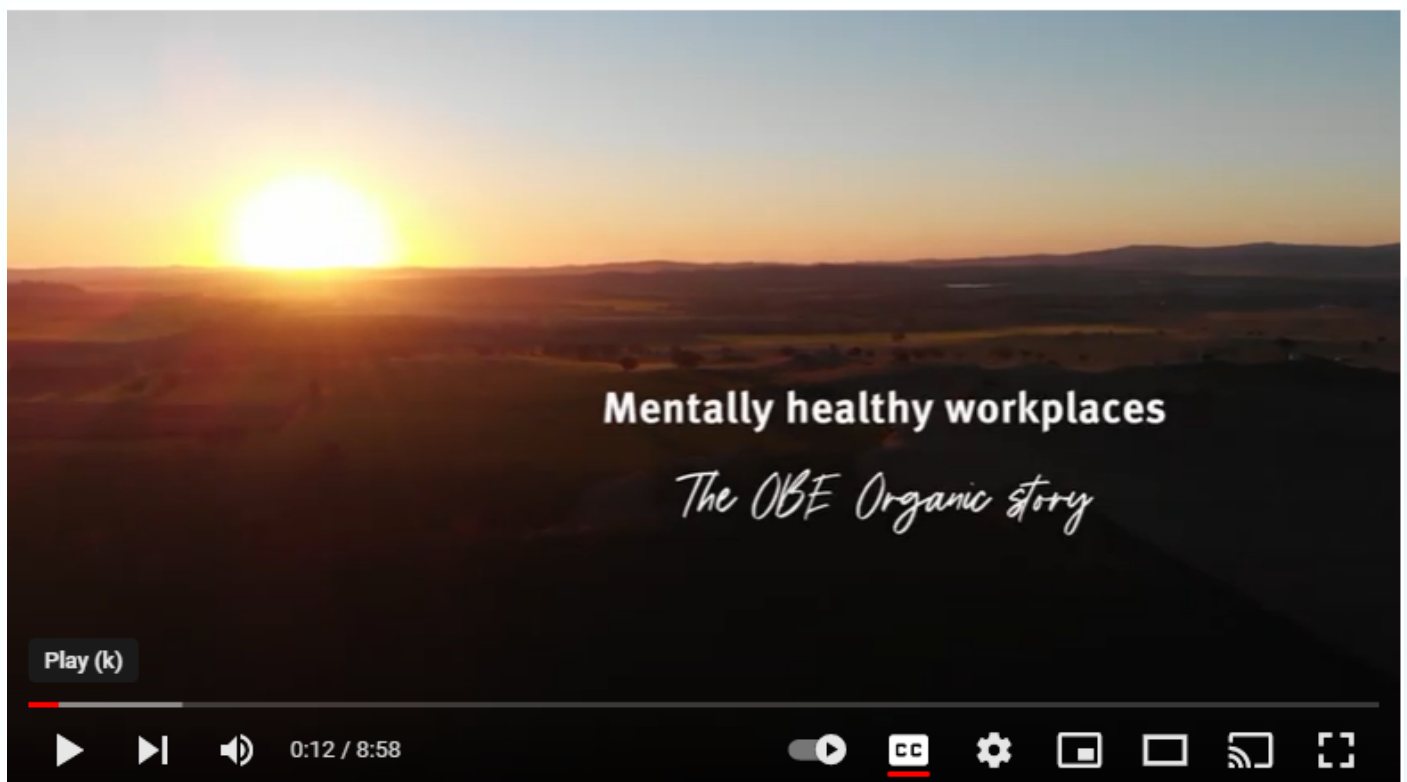 Mentally healthy workplaces
The OBE Organic story
Play (k)
0:12 / 8:58
CC